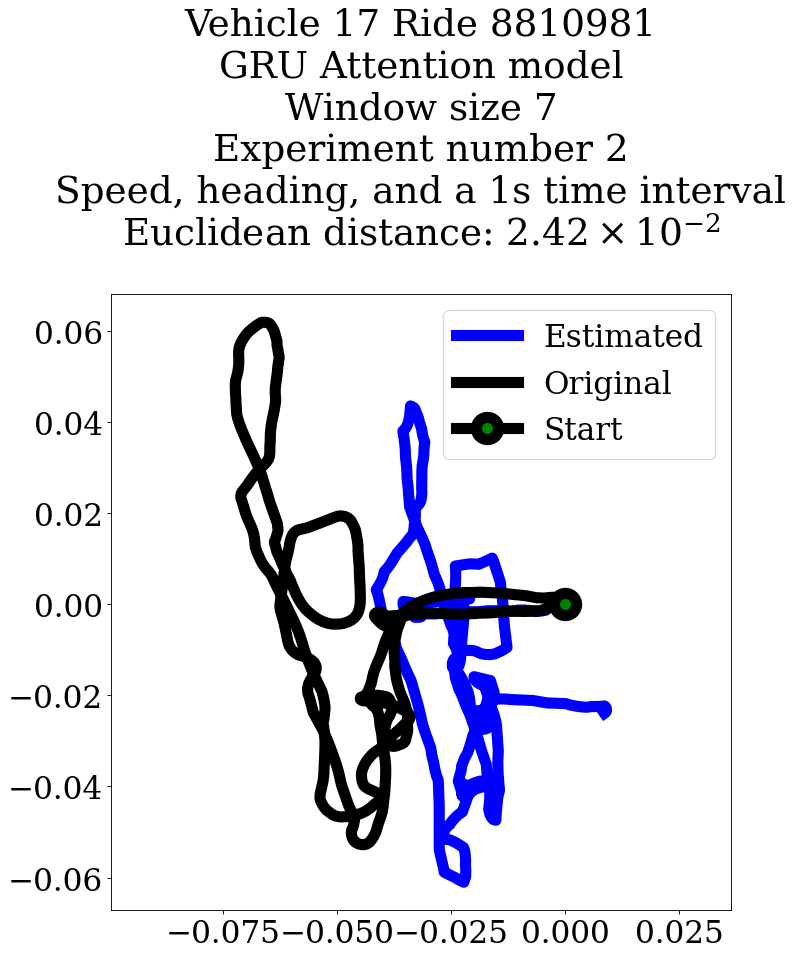 Vehicle 17 Ride 8810981
GRU Attention model
Window size 7
Experiment number 2
Speed, heading, and a 1s time interval
Euclidean distance: 2.42 × 10⁻²
Estimated
Original
Start
0.06
0.04
0.02
0.00
−0.02
−0.04
−0.06
−0.075 −0.050 −0.025 0.000 0.025